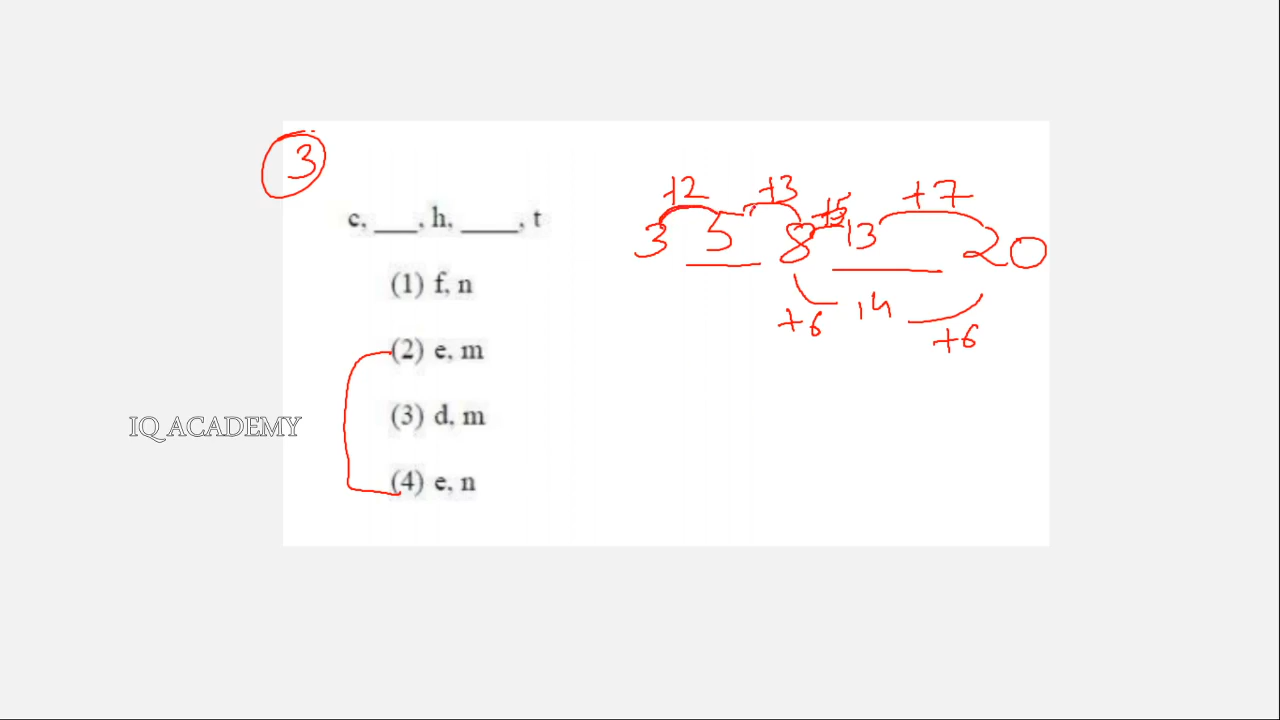 3
c, ___, h, ____, t
+2 +3 +5 +7
3 5 8 13 20
(1) f, n
+6 14 +6
(2) e, m
(3) d, m
IQ ACADEMY
(4) e, n